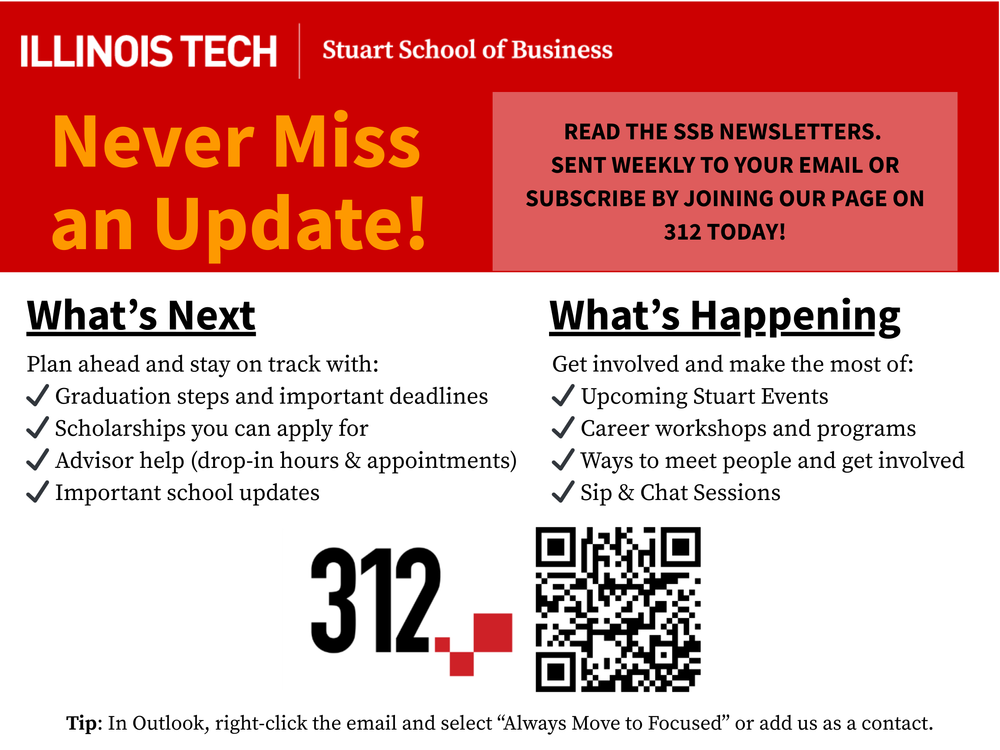 ILLINOIS TECH
Stuart School of Business
Never Miss
an Update!
READ THE SSB NEWSLETTERS.
SENT WEEKLY TO YOUR EMAIL OR
SUBSCRIBE BY JOINING OUR PAGE ON
312 TODAY!
What’s Next
Plan ahead and stay on track with:
Graduation steps and important deadlines
Scholarships you can apply for
Advisor help (drop-in hours & appointments)
Important school updates
What’s Happening
Get involved and make the most of:
Upcoming Stuart Events
Career workshops and programs
Ways to meet people and get involved
Sip & Chat Sessions
312
Tip: In Outlook, right-click the email and select “Always Move to Focused” or add us as a contact.